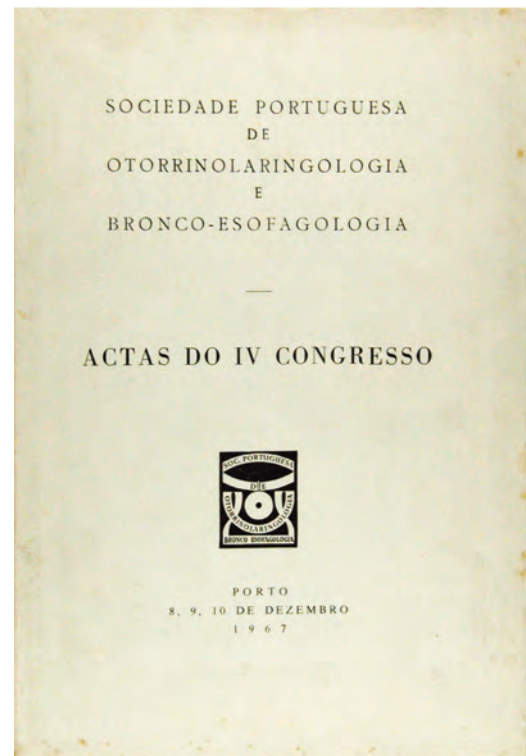 SOCIEDADE PORTUGUESA
DE
OTORRINOLARINGOLOGIA
E
BRONCO-ESOFAGOLOGIA
ACTAS DO IV CONGRESSO
SOC. PORTUGUESA
DE
OTORRINOLARINGOLOGIA
BRONCO ESOFAGOLOGIA
PORTO
8, 9, 10 DE DEZEMBRO
1967